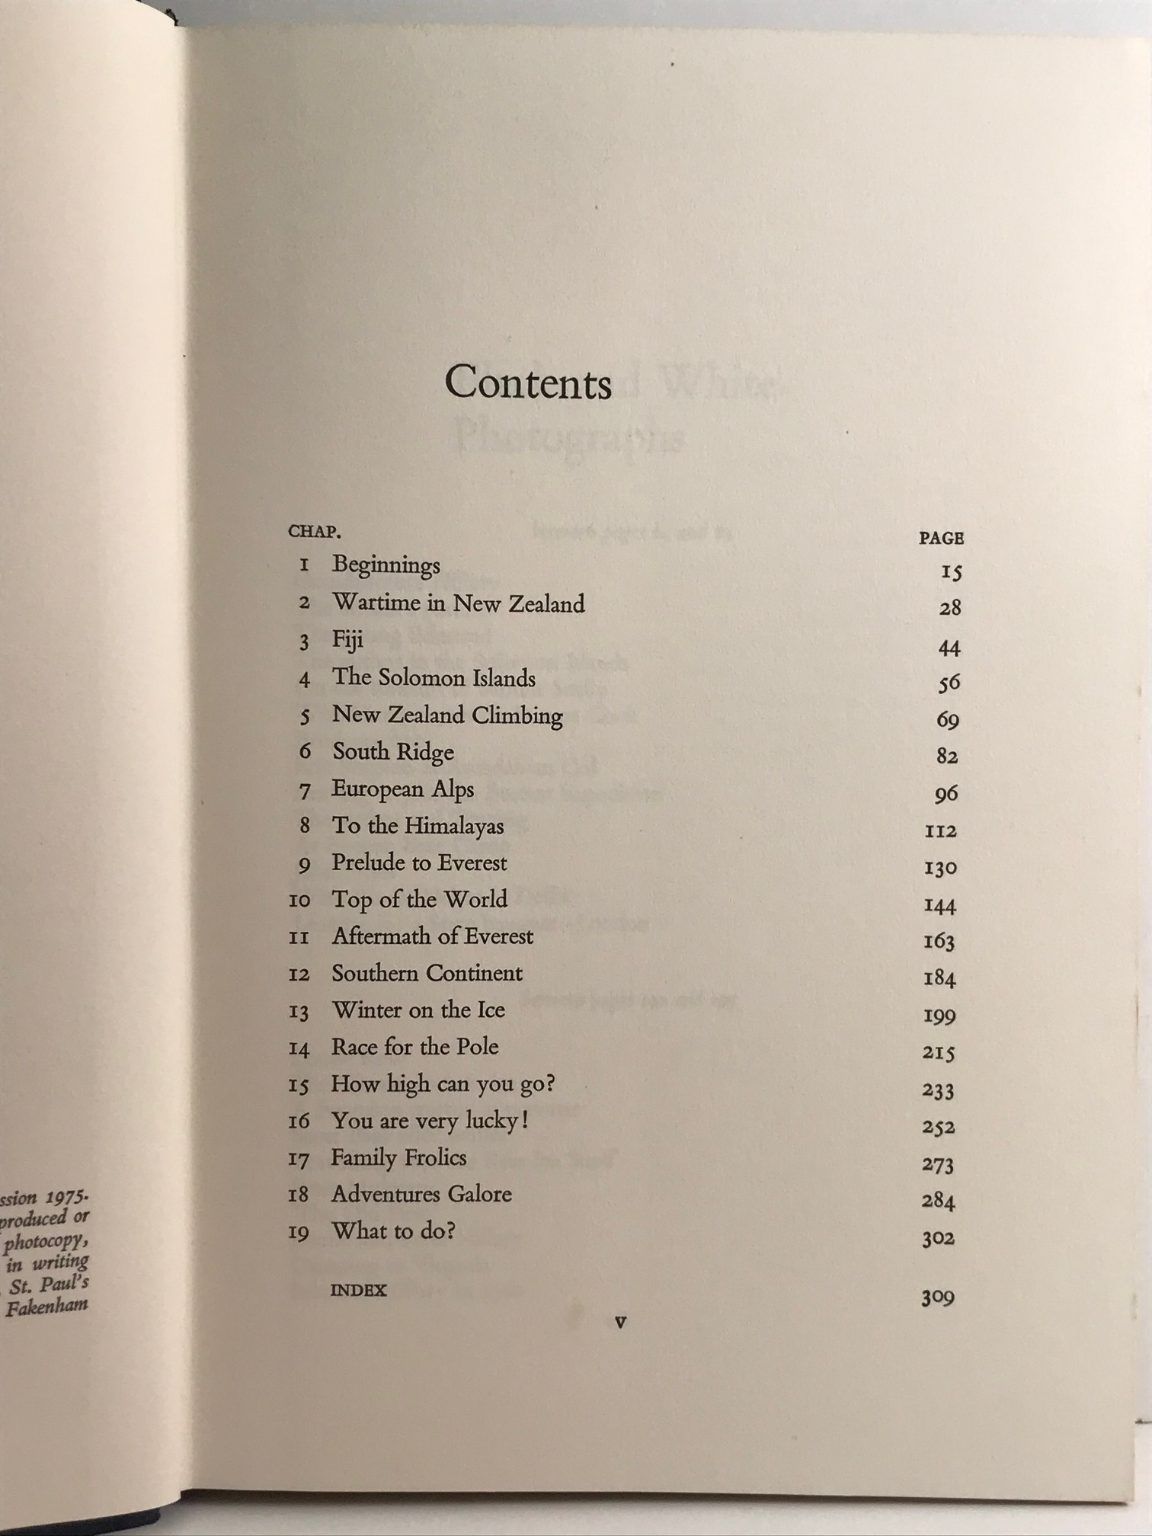 ssion 1975.
produced or
photocopy,
in writing
St. Paul's
Fakenham
Contents
CHAP. PAGE
1 Beginnings 15
2 Wartime in New Zealand 28
3 Fiji 44
4 The Solomon Islands 56
5 New Zealand Climbing 69
6 South Ridge 82
7 European Alps 96
8 To the Himalayas 112
9 Prelude to Everest 130
10 Top of the World 144
11 Aftermath of Everest 163
12 Southern Continent 184
13 Winter on the Ice 199
14 Race for the Pole 215
15 How high can you go? 233
16 You are very lucky! 252
17 Family Frolics 273
18 Adventures Galore 284
19 What to do? 302
INDEX 309
v